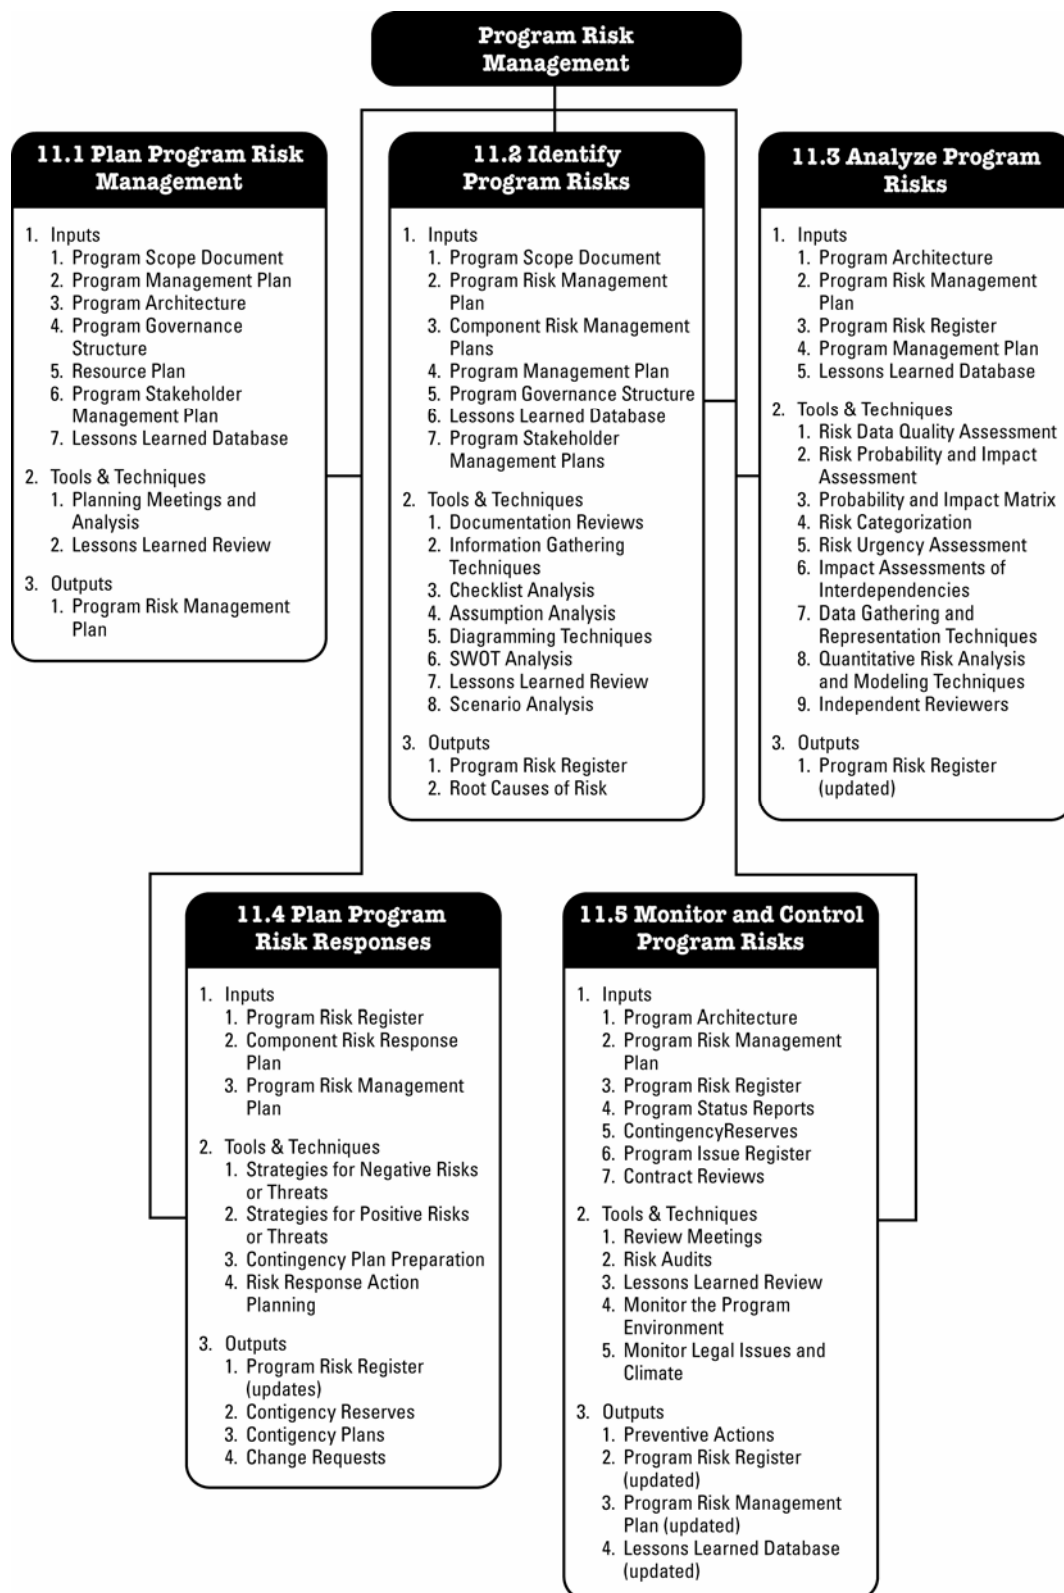 Program Risk
Management
11.1 Plan Program Risk
Management
1. Inputs
1. Program Scope Document
2. Program Management Plan
3. Program Architecture
4. Program Governance
Structure
5. Resource Plan
6. Program Stakeholder
Management Plan
7. Lessons Learned Database
2. Tools & Techniques
1. Planning Meetings and
Analysis
2. Lessons Learned Review
3. Outputs
1. Program Risk Management
Plan
11.2 Identify
Program Risks
1. Inputs
1. Program Scope Document
2. Program Risk Management
Plan
3. Component Risk Management
Plans
4. Program Management Plan
5. Program Governance Structure
6. Lessons Learned Database
7. Program Stakeholder
Management Plans
2. Tools & Techniques
1. Documentation Reviews
2. Information Gathering
Techniques
3. Checklist Analysis
4. Assumption Analysis
5. Diagramming Techniques
6. SWOT Analysis
7. Lessons Learned Review
8. Scenario Analysis
3. Outputs
1. Program Risk Register
2. Root Causes of Risk
11.3 Analyze Program
Risks
1. Inputs
1. Program Architecture
2. Program Risk Management
Plan
3. Program Risk Register
4. Program Management Plan
5. Lessons Learned Database
2. Tools & Techniques
1. Risk Data Quality Assessment
2. Risk Probability and Impact
Assessment
3. Probability and Impact Matrix
4. Risk Categorization
5. Risk Urgency Assessment
6. Impact Assessments of
Interdependencies
7. Data Gathering and
Representation Techniques
8. Quantitative Risk Analysis
and Modeling Techniques
9. Independent Reviewers
3. Outputs
1. Program Risk Register
(updated)
11.4 Plan Program
Risk Responses
1. Inputs
1. Program Risk Register
2. Component Risk Response
Plan
3. Program Risk Management
Plan
2. Tools & Techniques
1. Strategies for Negative Risks
or Threats
2. Strategies for Positive Risks
or Threats
3. Contingency Plan Preparation
4. Risk Response Action
Planning
3. Outputs
1. Program Risk Register
(updates)
2. Contigency Reserves
3. Contigency Plans
4. Change Requests
11.5 Monitor and Control
Program Risks
1. Inputs
1. Program Architecture
2. Program Risk Management
Plan
3. Program Risk Register
4. Program Status Reports
5. ContingencyReserves
6. Program Issue Register
7. Contract Reviews
2. Tools & Techniques
1. Review Meetings
2. Risk Audits
3. Lessons Learned Review
4. Monitor the Program
Environment
5. Monitor Legal Issues and
Climate
3. Outputs
1. Preventive Actions
2. Program Risk Register
(updated)
3. Program Risk Management
Plan (updated)
4. Lessons Learned Database
(updated)